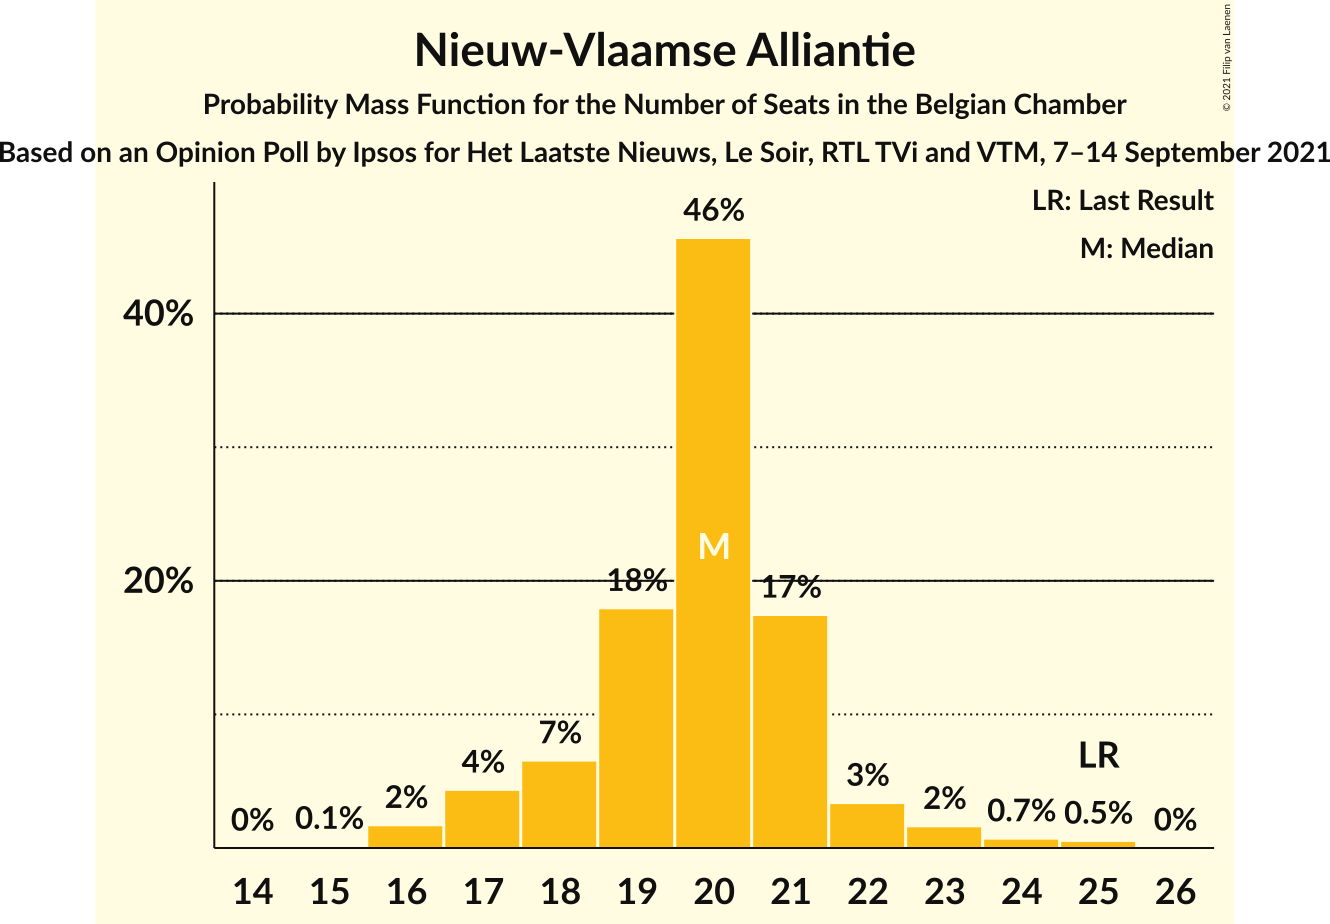 Nieuw-Vlaamse Alliantie
Probability Mass Function for the Number of Seats in the Belgian Chamber
Based on an Opinion Poll by Ipsos for Het Laatste Nieuws, Le Soir, RTL TVi and VTM, 7–14 September 2021
© 2021 Filip van Laenen
LR: Last Result
M: Median
46%
40%
M
20%
18%
17%
7%
LR
4%
3%
2%
2%
0%
0.1%
0.7%
0.5%
0%
14 15 16 17 18 19 20 21 22 23 24 25 26